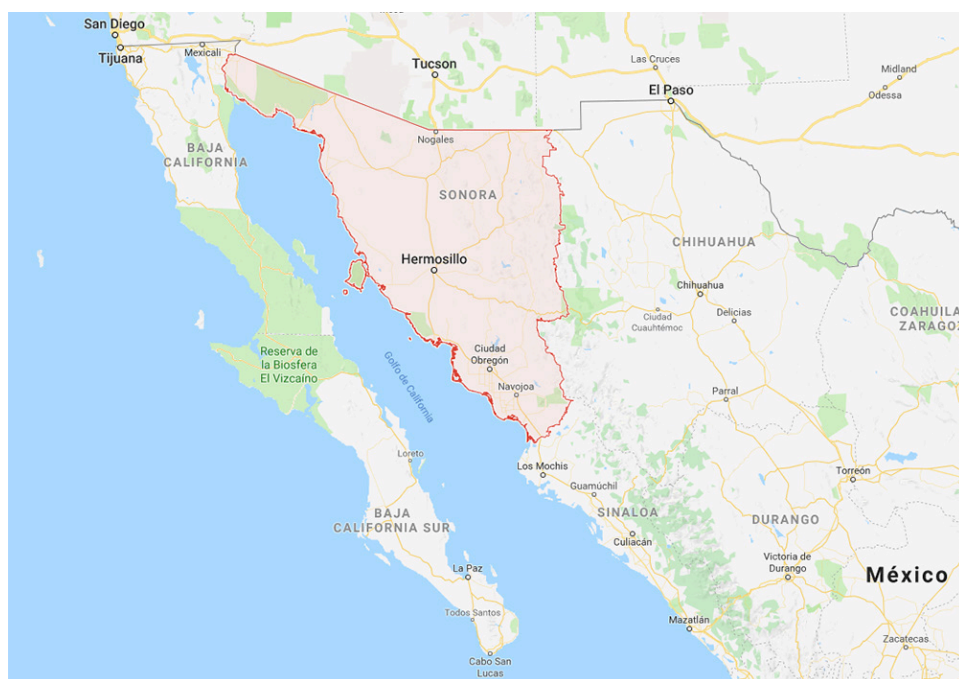 San Diego
Tijuana
Mexicali
Tucson
Las Cruces
Midland
Odessa
El Paso
Nogales
BAJA
CALIFORNIA
SONORA
CHIHUAHUA
Hermosillo
Chihuahua
Delicias
Ciudad
Cuauhtémoc
COAHUILA
ZARAGOZ
Ciudad
Obregón
Reserva de
la Biosfera
El Vizcaíno
Golfo de California
Navojoa
Parral
Loreto
Los Mochis
Guamúchil
Torreón
BAJA
CALIFORNIA SUR
SINALOA
DURANGO
Culiacán
La Paz
Victoria de
Durango
México
Todos Santos
Mazatlán
Zacatecas
Cabo San
Lucas